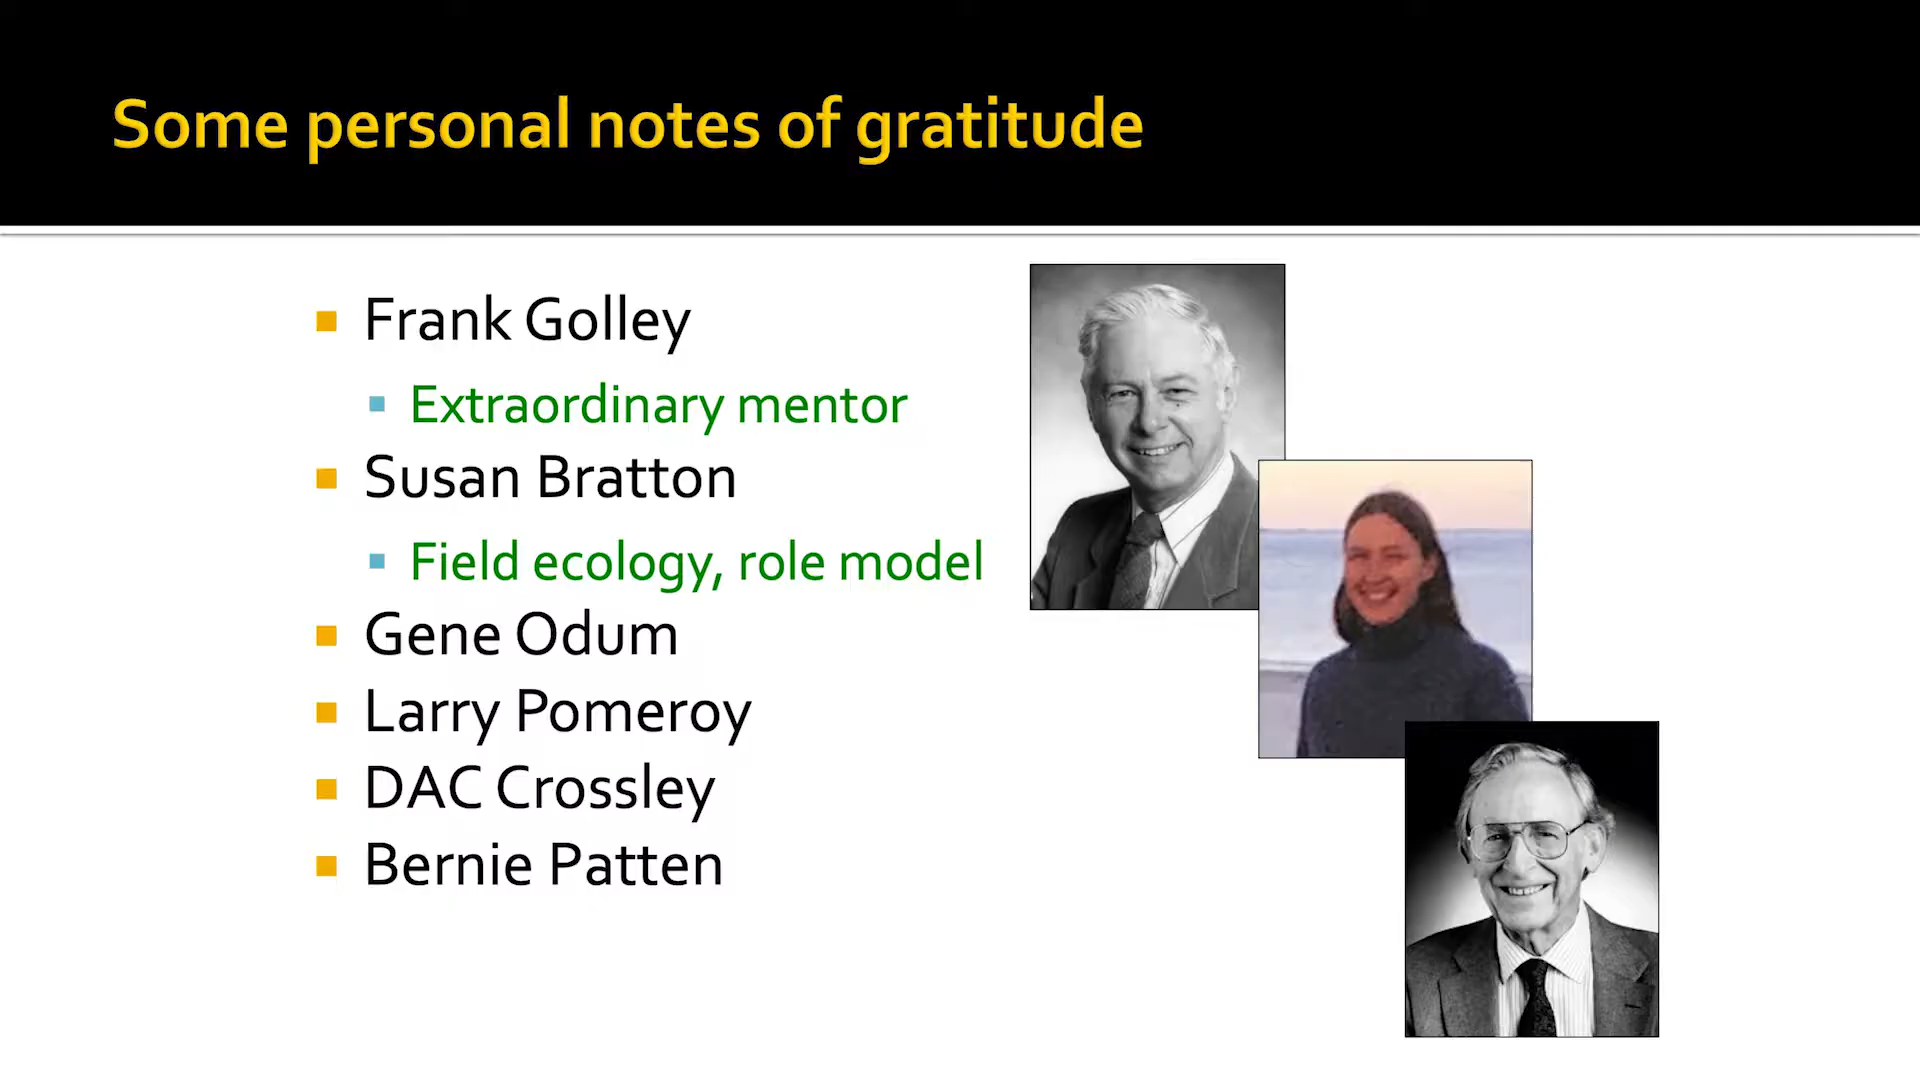 Some personal notes of gratitude
Frank Golley
Extraordinary mentor
Susan Bratton
Field ecology, role model
Gene Odum
Larry Pomeroy
DAC Crossley
Bernie Patten